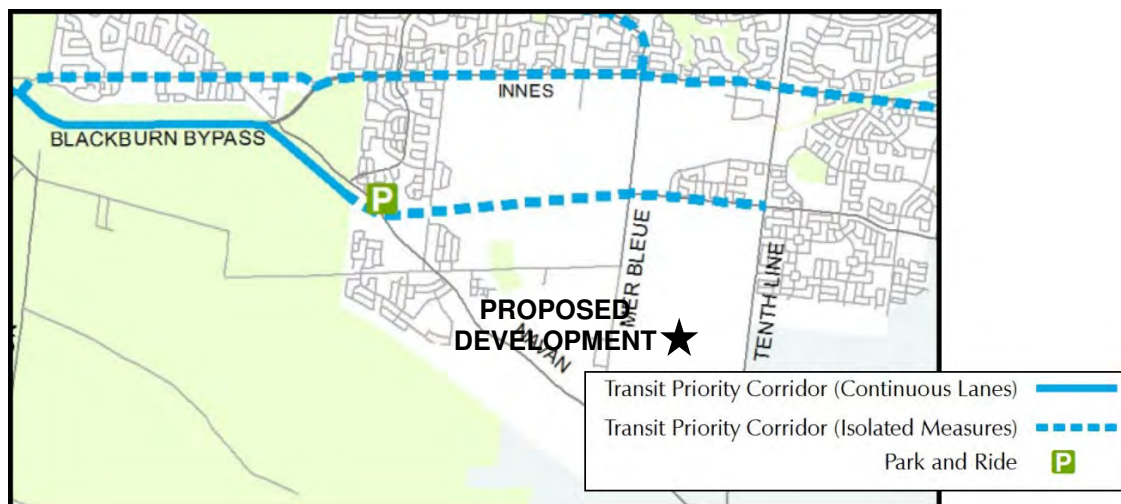 INNES
BLACKBURN BYPASS
P
MER BLEUE
TENTH LINE
PROPOSED
DEVELOPMENT
NAVAN
Transit Priority Corridor (Continuous Lanes)
Transit Priority Corridor (Isolated Measures)
Park and Ride P